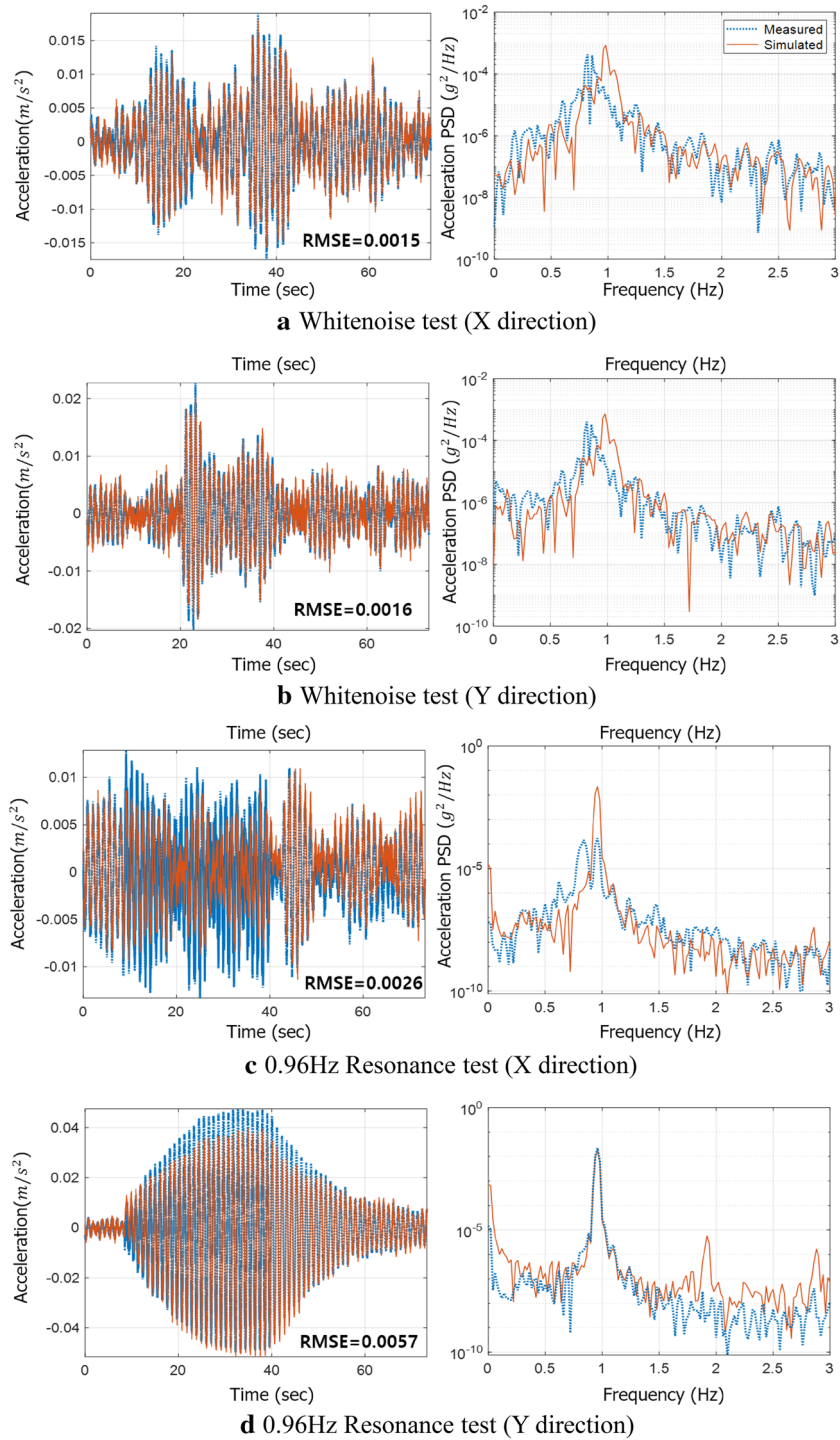 0.015
0.01
0.005
0
-0.005
-0.01
-0.015
Acceleration(m/s²)
RMSE=0.0015
0 20 40 60
Time (sec)
10⁻²
10⁻⁴
10⁻⁶
10⁻⁸
10⁻¹⁰
Acceleration PSD (g²/Hz)
Measured
Simulated
0 0.5 1 1.5 2 2.5 3
Frequency (Hz)
a Whitenoise test (X direction)
Time (sec)
0.02
0.01
0
-0.01
-0.02
Acceleration(m/s²)
RMSE=0.0016
0 20 40 60
Time (sec)
Frequency (Hz)
10⁻²
10⁻⁴
10⁻⁶
10⁻⁸
10⁻¹⁰
Acceleration PSD (g²/Hz)
0 0.5 1 1.5 2 2.5 3
Frequency (Hz)
b Whitenoise test (Y direction)
Time (sec)
0.01
0.005
0
-0.005
-0.01
Acceleration(m/s²)
RMSE=0.0026
0 20 40 60
Time (sec)
Frequency (Hz)
10⁰
10⁻⁵
10⁻¹⁰
Acceleration PSD (g²/Hz)
0 0.5 1 1.5 2 2.5 3
Frequency (Hz)
c 0.96Hz Resonance test (X direction)
0.04
0.02
0
-0.02
-0.04
Acceleration(m/s²)
RMSE=0.0057
0 20 40 60
Time (sec)
10⁰
10⁻⁵
10⁻¹⁰
0 0.5 1 1.5 2 2.5 3
Frequency (Hz)
d 0.96Hz Resonance test (Y direction)